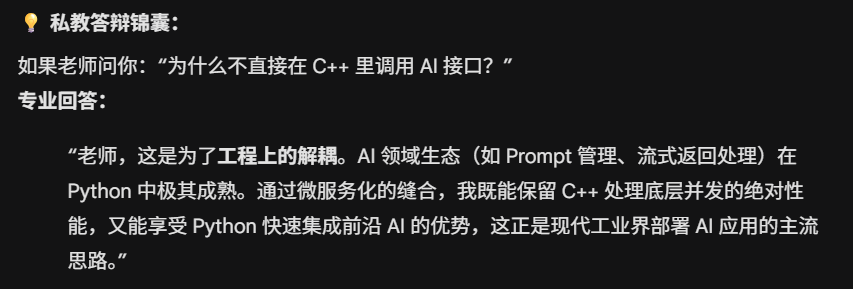 💡 私教答辩锦囊：
如果老师问你：“为什么不直接在 C++ 里调用 AI 接口？”
专业回答：
“老师，这是为了工程上的解耦。AI 领域生态（如 Prompt 管理、流式返回处理）在
Python 中极其成熟。通过微服务化的缝合，我既能保留 C++ 处理底层并发的绝对性
能，又能享受 Python 快速集成前沿 AI 的优势，这正是现代工业界部署 AI 应用的主流
思路。”